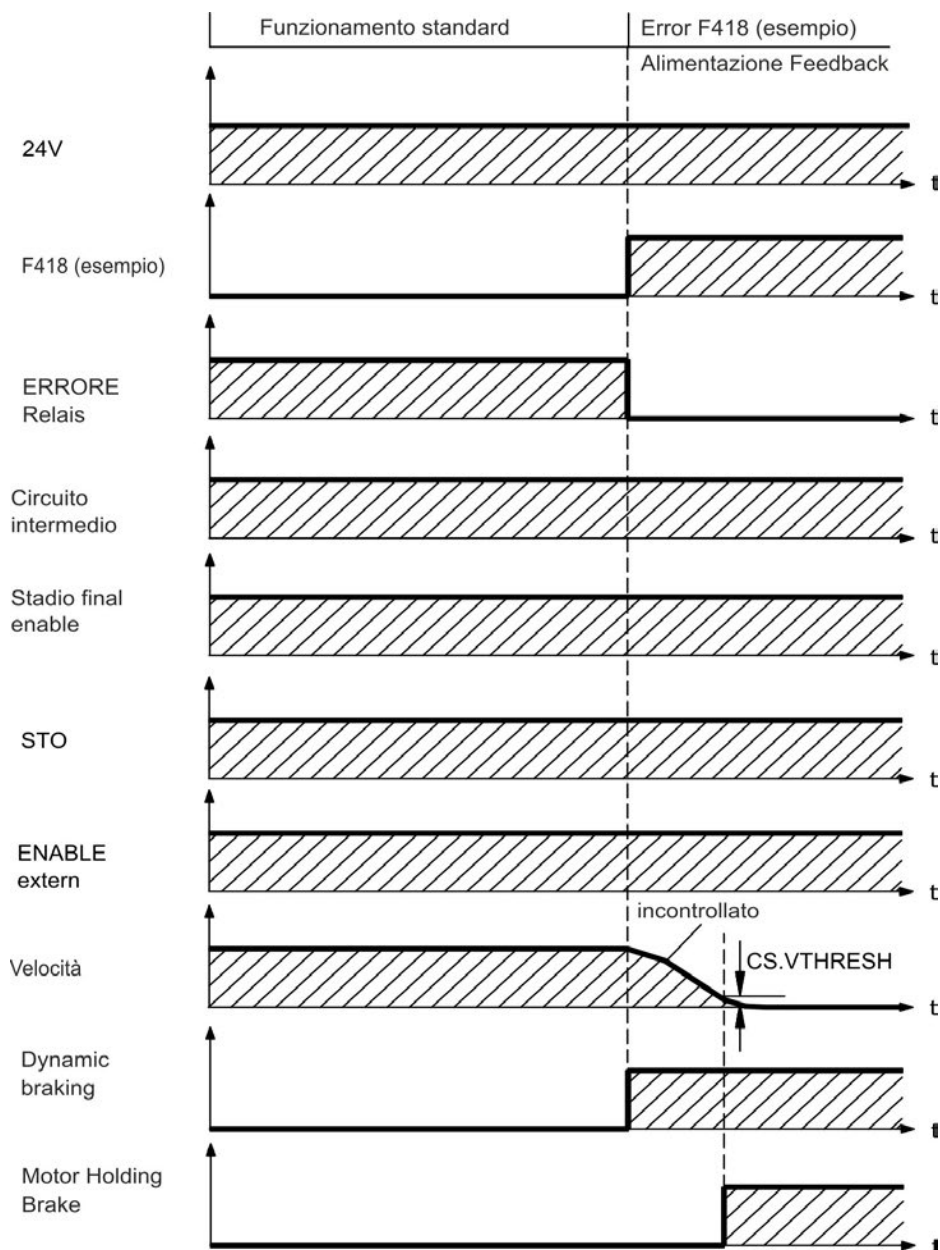 Funzionamento standard
Error F418 (esempio)
Alimentazione Feedback
24V
t
F418 (esempio)
t
ERRORE
Relais
t
Circuito
intermedio
t
Stadio final
enable
t
STO
t
ENABLE
extern
t
incontrollato
Velocità
CS.VTHRESH
t
Dynamic
braking
t
Motor Holding
Brake
t